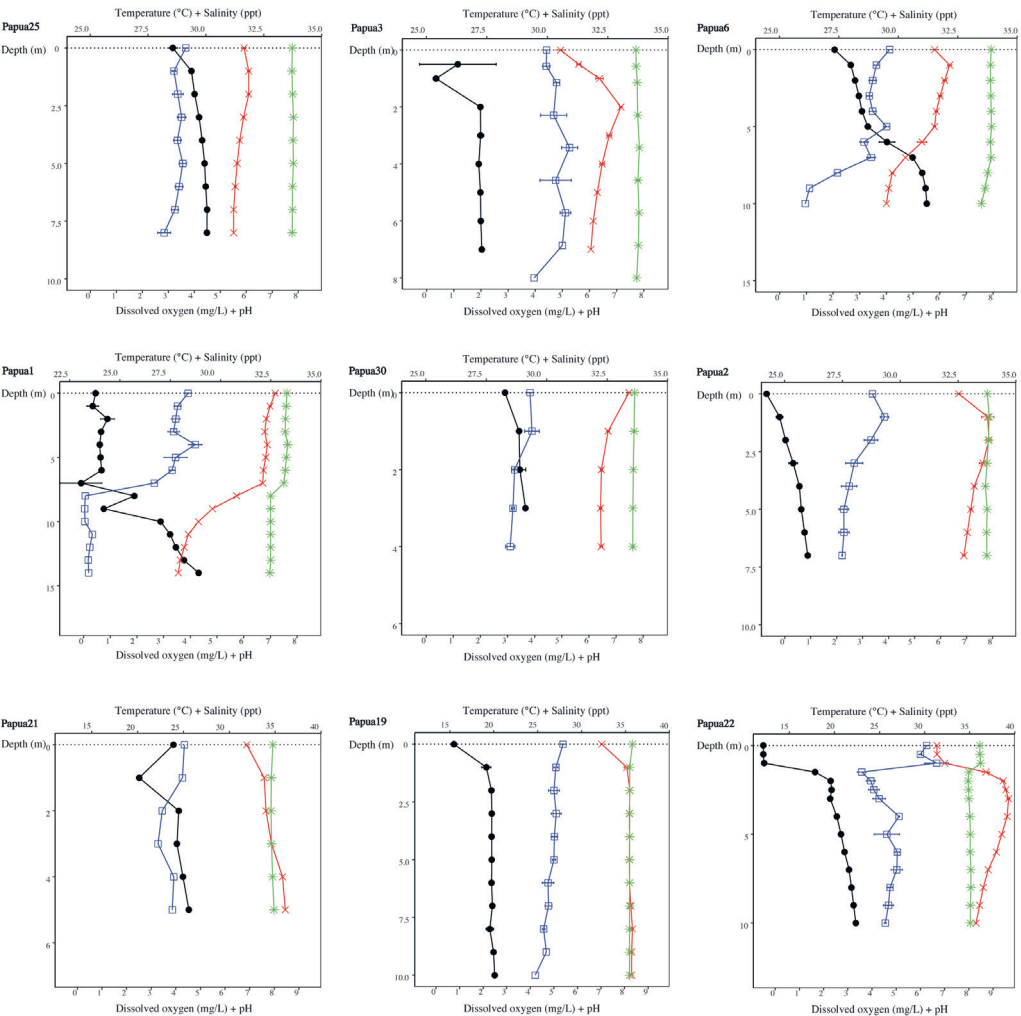 Temperature (°C) + Salinity (ppt)
Papua25
25.0 27.5 30.0 32.5 35.0
Depth (m)
0
2.5
5.0
7.5
10.0
0 1 2 3 4 5 6 7 8
Dissolved oxygen (mg/L) + pH
Temperature (°C) + Salinity (ppt)
Papua3
25.0 27.5 30.0 32.5 35.0
Depth (m)
0
2
4
6
8
0 1 2 3 4 5 6 7 8
Dissolved oxygen (mg/L) + pH
Temperature (°C) + Salinity (ppt)
Papua6
25.0 27.5 30.0 32.5 35.0
Depth (m)
0
5
10
15
0 1 2 3 4 5 6 7 8
Dissolved oxygen (mg/L) + pH
Temperature (°C) + Salinity (ppt)
Papua1
22.5 25.0 27.5 30.0 32.5 35.0
Depth (m)
0
5
10
15
0 1 2 3 4 5 6 7 8
Dissolved oxygen (mg/L) + pH
Temperature (°C) + Salinity (ppt)
Papua30
25.0 27.5 30.0 32.5 35.0
Depth (m)
0
2
4
6
0 1 2 3 4 5 6 7 8
Dissolved oxygen (mg/L) + pH
Temperature (°C) + Salinity (ppt)
Papua2
25.0 27.5 30.0 32.5 35.0
Depth (m)
0
2.5
5.0
7.5
10.0
0 1 2 3 4 5 6 7 8
Dissolved oxygen (mg/L) + pH
Temperature (°C) + Salinity (ppt)
Papua21
15 20 25 30 35 40
Depth (m)
0
2
4
6
0 1 2 3 4 5 6 7 8 9
Dissolved oxygen (mg/L) + pH
Temperature (°C) + Salinity (ppt)
Papua19
15 20 25 30 35 40
Depth (m)
0
2.5
5.0
7.5
10.0
0 1 2 3 4 5 6 7 8 9
Dissolved oxygen (mg/L) + pH
Temperature (°C) + Salinity (ppt)
Papua22
15 20 25 30 35 40
Depth (m)
0
5
10
0 1 2 3 4 5 6 7 8 9
Dissolved oxygen (mg/L) + pH